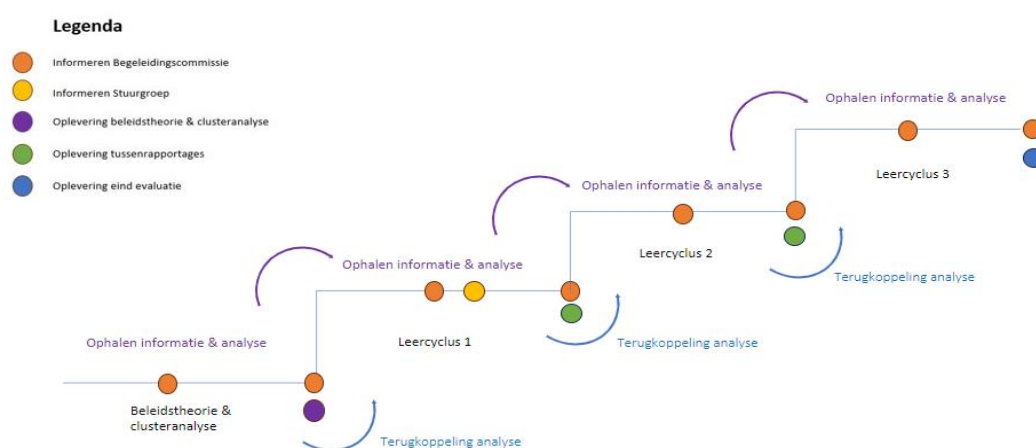 Legenda
Informeren Begeleidingscommissie
Informeren Stuurgroep
Oplevering beleidstheorie & clusteranalyse
Oplevering tussenrapportages
Oplevering eind evaluatie
Ophalen informatie & analyse
Leercyclus 3
Ophalen informatie & analyse
Leercyclus 2
Terugkoppeling analyse
Ophalen informatie & analyse
Leercyclus 1
Terugkoppeling analyse
Ophalen informatie & analyse
Beleidstheorie &
clusteranalyse
Terugkoppeling analyse